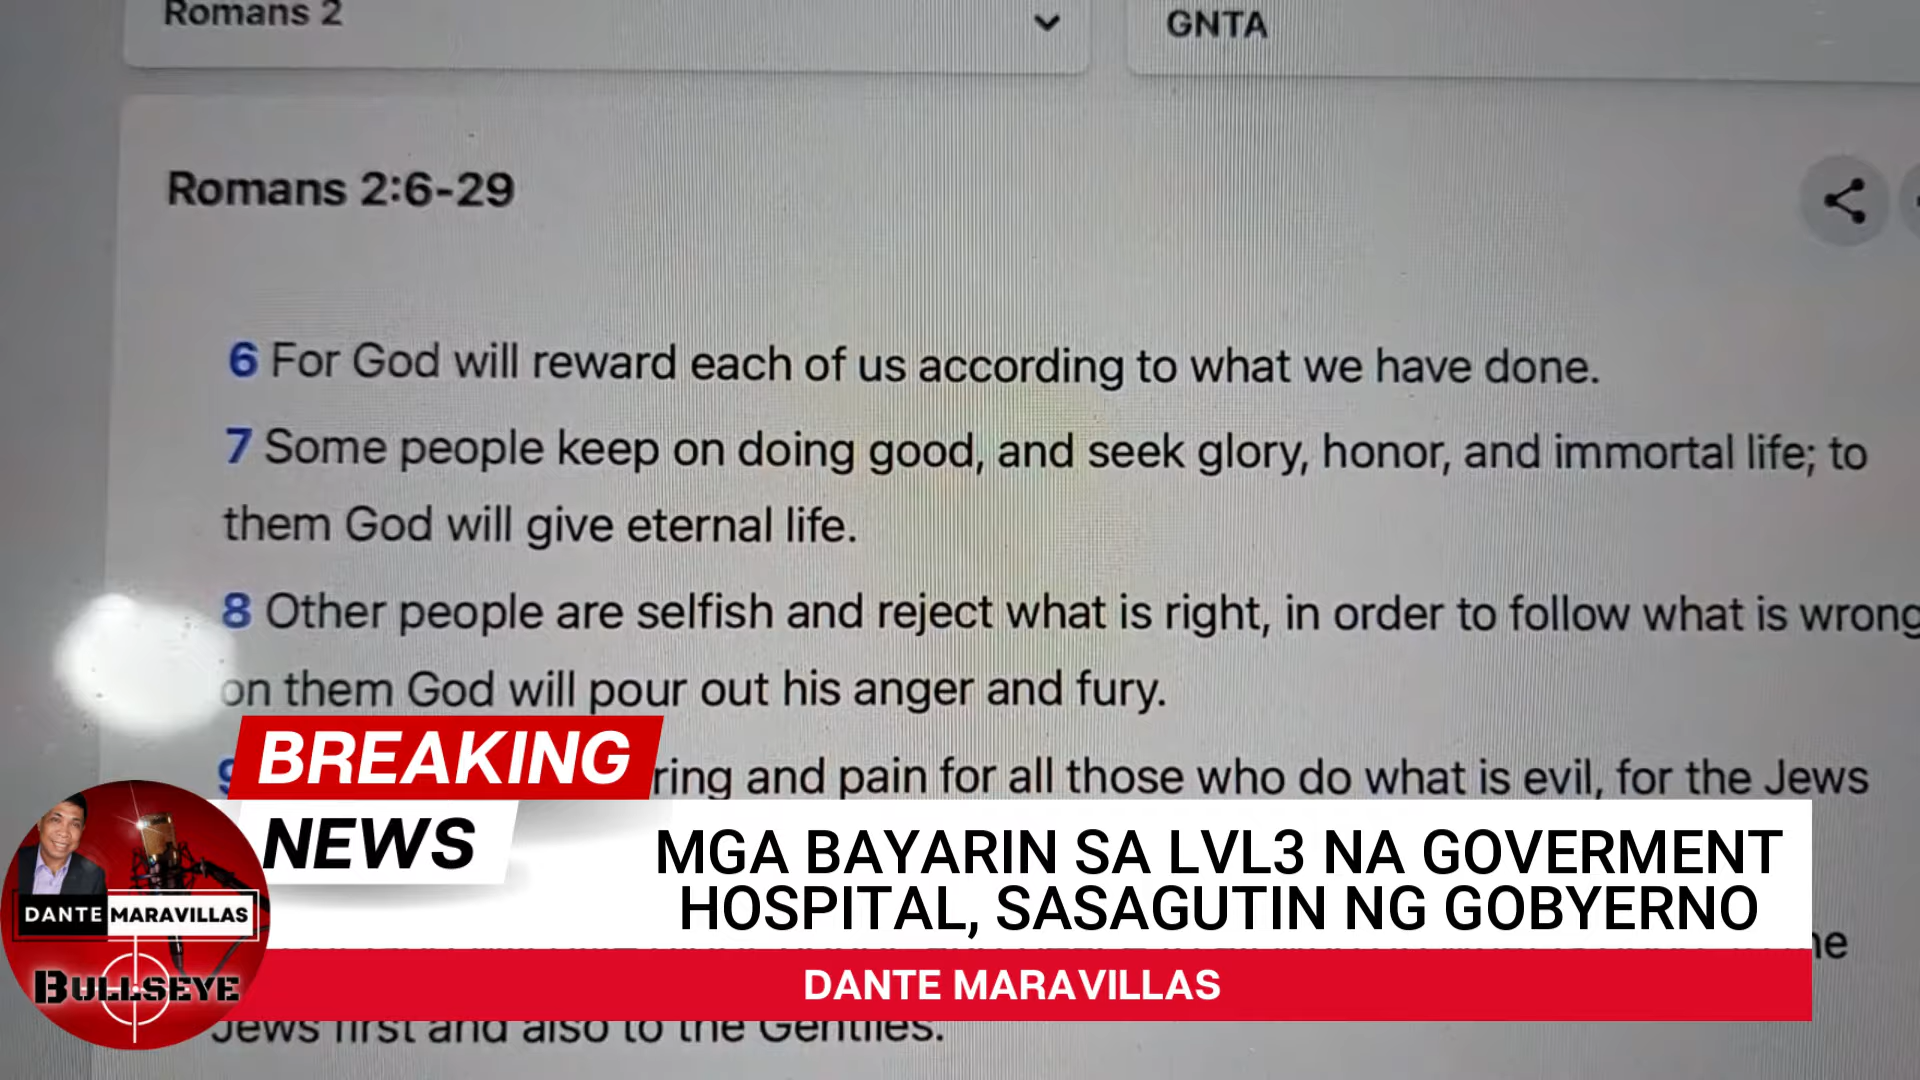 Romans 2
GNTA
Romans 2:6-29
6 For God will reward each of us according to what we have done.
7 Some people keep on doing good, and seek glory, honor, and immortal life; to
them God will give eternal life.
8 Other people are selfish and reject what is right, in order to follow what is wrong
on them God will pour out his anger and fury.
ring and pain for all those who do what is evil, for the Jews
BREAKING
NEWS
MGA BAYARIN SA LVL3 NA GOVERMENT
HOSPITAL, SASAGUTIN NG GOBYERNO
DANTE MARAVILLAS
DANTE MARAVILLAS
BULLSEYE
Jews first and also to the Gentiles.